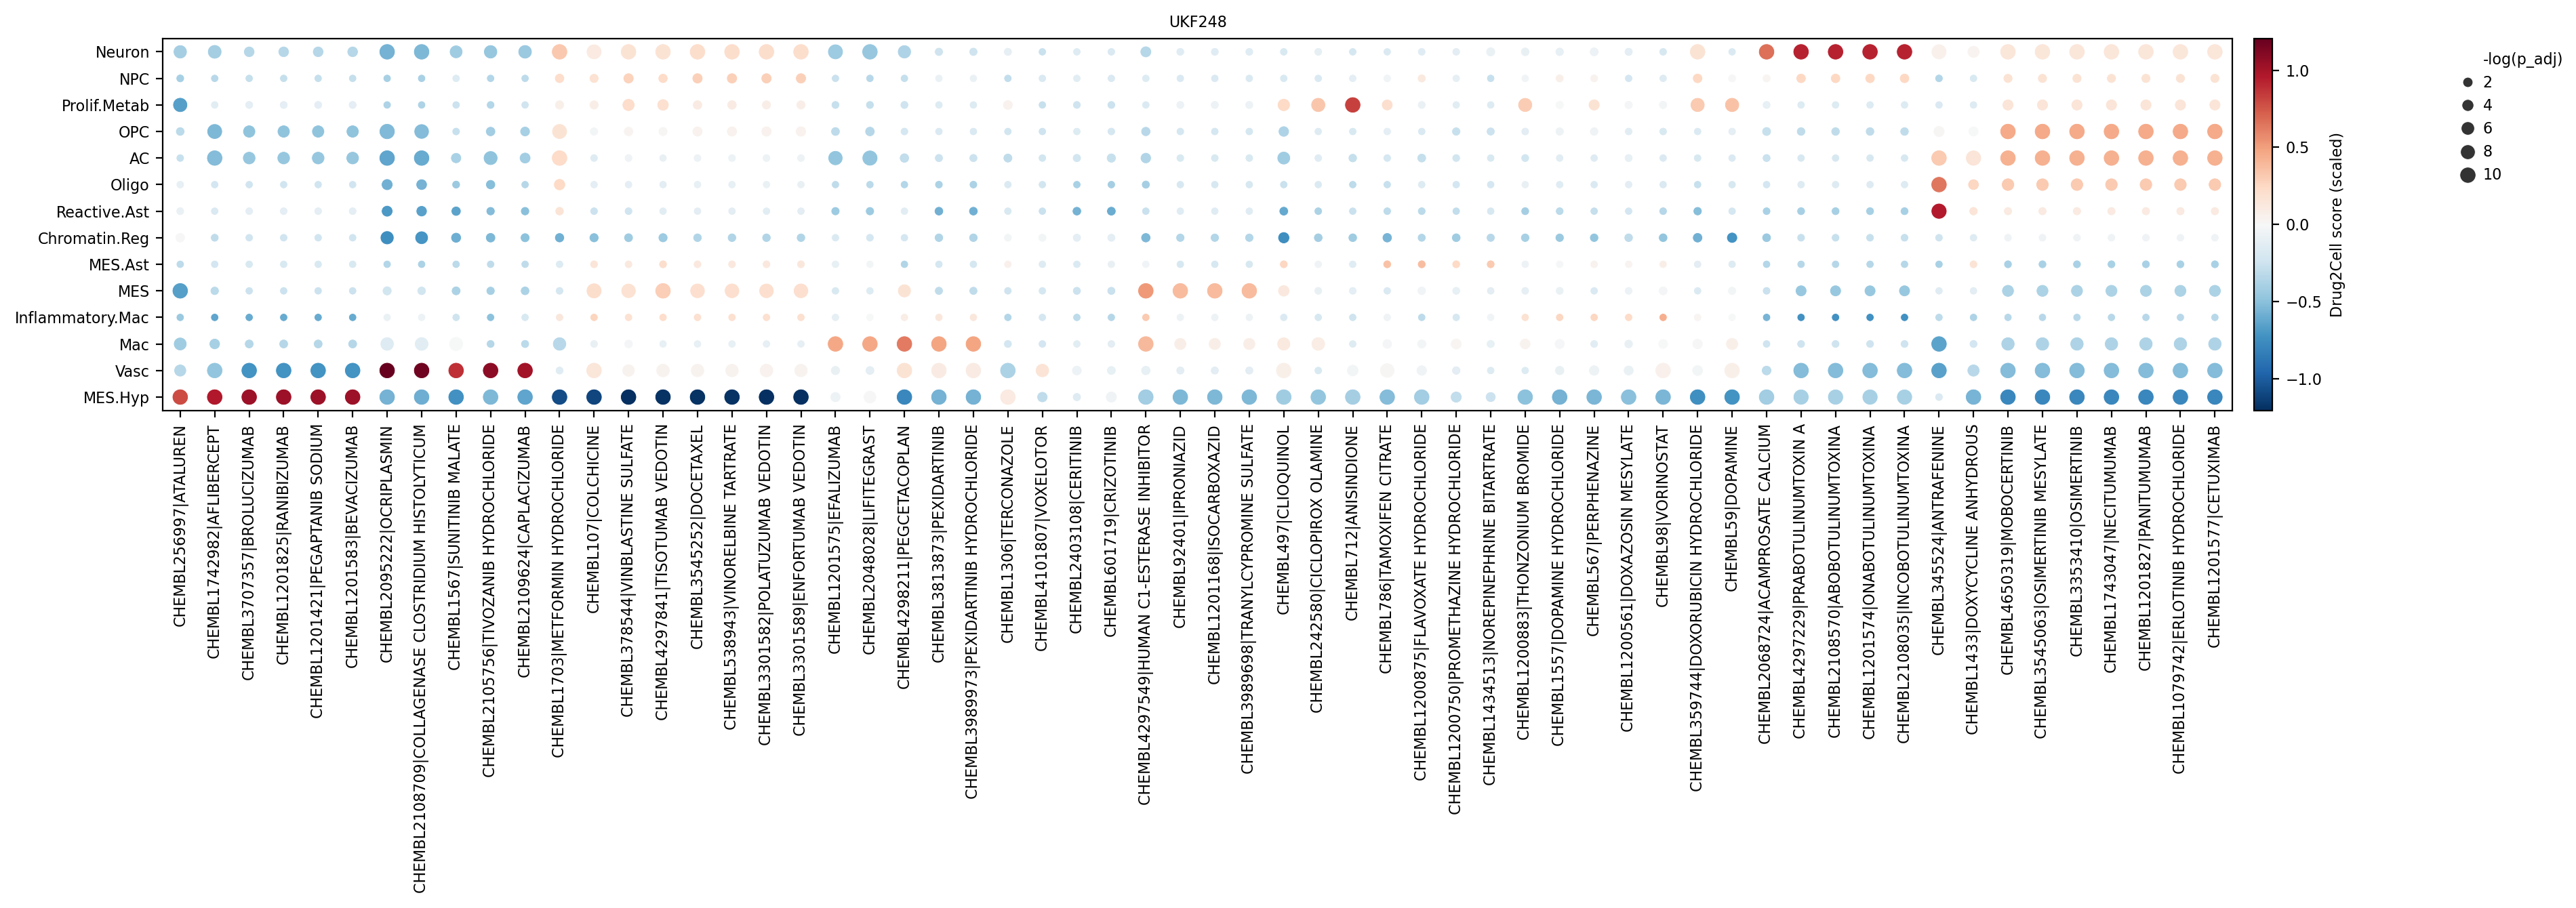 UKF248
Neuron
NPC
Prolif.Metab
OPC
AC
Oligo
Reactive.Ast
Chromatin.Reg
MES.Ast
MES
Inflammatory.Mac
Mac
Vasc
MES.Hyp
CHEMBL256997|ATALUREN
CHEMBL1742982|AFLIBERCEPT
CHEMBL3707357|BROLUCIZUMAB
CHEMBL1201825|RANIBIZUMAB
CHEMBL1201421|PEGAPTANIB SODIUM
CHEMBL1201583|BEVACIZUMAB
CHEMBL2095222|OCRIPLASMIN
CHEMBL2108709|COLLAGENASE CLOSTRIDIUM HISTOLYTICUM
CHEMBL1567|SUNITINIB MALATE
CHEMBL2105756|TIVOZANIB HYDROCHLORIDE
CHEMBL2109624|CAPLACIZUMAB
CHEMBL1703|METFORMIN HYDROCHLORIDE
CHEMBL107|COLCHICINE
CHEMBL378544|VINBLASTINE SULFATE
CHEMBL4297841|TISOTUMAB VEDOTIN
CHEMBL3545252|DOCETAXEL
CHEMBL538943|VINORELBINE TARTRATE
CHEMBL3301582|POLATUZUMAB VEDOTIN
CHEMBL3301589|ENFORTUMAB VEDOTIN
CHEMBL1201575|EFALIZUMAB
CHEMBL2048028|LIFITEGRAST
CHEMBL4298211|PEGCETACOPLAN
CHEMBL3813873|PEXIDARTINIB
CHEMBL3989973|PEXIDARTINIB HYDROCHLORIDE
CHEMBL1306|TERCONAZOLE
CHEMBL4101807|VOXELOTOR
CHEMBL2403108|CERITINIB
CHEMBL601719|CRIZOTINIB
CHEMBL4297549|HUMAN C1-ESTERASE INHIBITOR
CHEMBL92401|IPRONIAZID
CHEMBL1201168|ISOCARBOXAZID
CHEMBL3989698|TRANYLCYPROMINE SULFATE
CHEMBL497|CLIOQUINOL
CHEMBL242580|CICLOPIROX OLAMINE
CHEMBL712|ANISINDIONE
CHEMBL786|TAMOXIFEN CITRATE
CHEMBL1200875|FLAVOXATE HYDROCHLORIDE
CHEMBL1200750|PROMETHAZINE HYDROCHLORIDE
CHEMBL1434513|NOREPINEPHRINE BITARTRATE
CHEMBL1200883|THONZONIUM BROMIDE
CHEMBL1557|DOPAMINE HYDROCHLORIDE
CHEMBL567|PERPHENAZINE
CHEMBL1200561|DOXAZOSIN MESYLATE
CHEMBL98|VORINOSTAT
CHEMBL359744|DOXORUBICIN HYDROCHLORIDE
CHEMBL59|DOPAMINE
CHEMBL2068724|ACAMPROSATE CALCIUM
CHEMBL4297229|PRABOTULINUMTOXIN A
CHEMBL2108570|ABOBOTULINUMTOXINA
CHEMBL1201574|ONABOTULINUMTOXINA
CHEMBL2108035|INCOBOTULINUMTOXINA
CHEMBL345524|ANTRAFENINE
CHEMBL1433|DOXYCYCLINE ANHYDROUS
CHEMBL4650319|MOBOCERTINIB
CHEMBL3545063|OSIMERTINIB MESYLATE
CHEMBL3353410|OSIMERTINIB
CHEMBL1743047|NECITUMUMAB
CHEMBL1201827|PANITUMUMAB
CHEMBL1079742|ERLOTINIB HYDROCHLORIDE
CHEMBL1201577|CETUXIMAB
1.0
0.5
0.0
−0.5
−1.0
Drug2Cell score (scaled)
-log(p_adj)
2
4
6
8
10